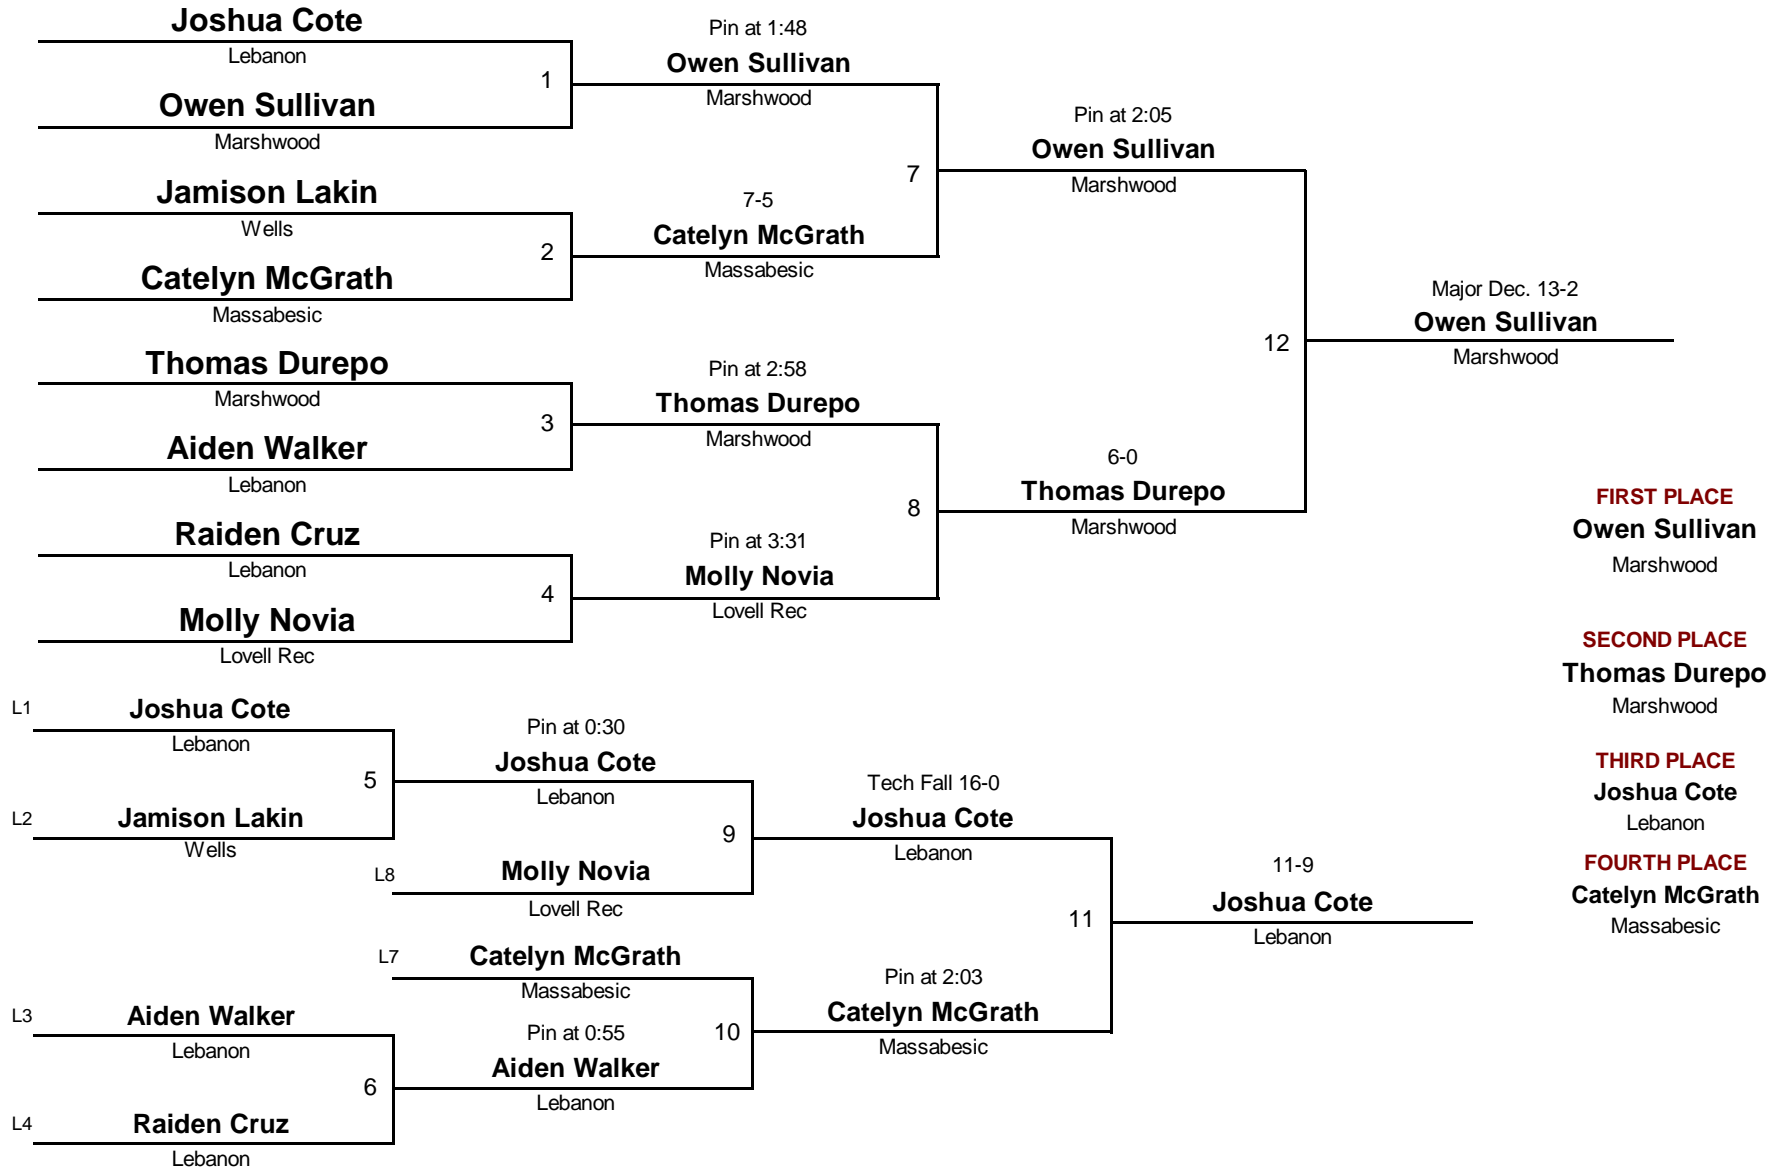 Joshua Cote
Lebanon
1
Owen Sullivan
Marshwood
Jamison Lakin
Wells
2
Catelyn McGrath
Massabesic
Thomas Durepo
Marshwood
3
Aiden Walker
Lebanon
Raiden Cruz
Lebanon
4
Molly Novia
Lovell Rec
Pin at 1:48
Owen Sullivan
Marshwood
7
7-5
Catelyn McGrath
Massabesic
Pin at 2:58
Thomas Durepo
Marshwood
8
Pin at 3:31
Molly Novia
Lovell Rec
Pin at 2:05
Owen Sullivan
Marshwood
12
6-0
Thomas Durepo
Marshwood
Major Dec. 13-2
Owen Sullivan
Marshwood
L1
Joshua Cote
Lebanon
5
L2
Jamison Lakin
Wells
Pin at 0:30
Joshua Cote
Lebanon
9
L8
Molly Novia
Lovell Rec
L7
Catelyn McGrath
Massabesic
10
L3
Aiden Walker
Lebanon
6
L4
Raiden Cruz
Lebanon
Pin at 0:55
Aiden Walker
Lebanon
Tech Fall 16-0
Joshua Cote
Lebanon
11
Pin at 2:03
Catelyn McGrath
Massabesic
11-9
Joshua Cote
Lebanon
FIRST PLACE
Owen Sullivan
Marshwood
SECOND PLACE
Thomas Durepo
Marshwood
THIRD PLACE
Joshua Cote
Lebanon
FOURTH PLACE
Catelyn McGrath
Massabesic